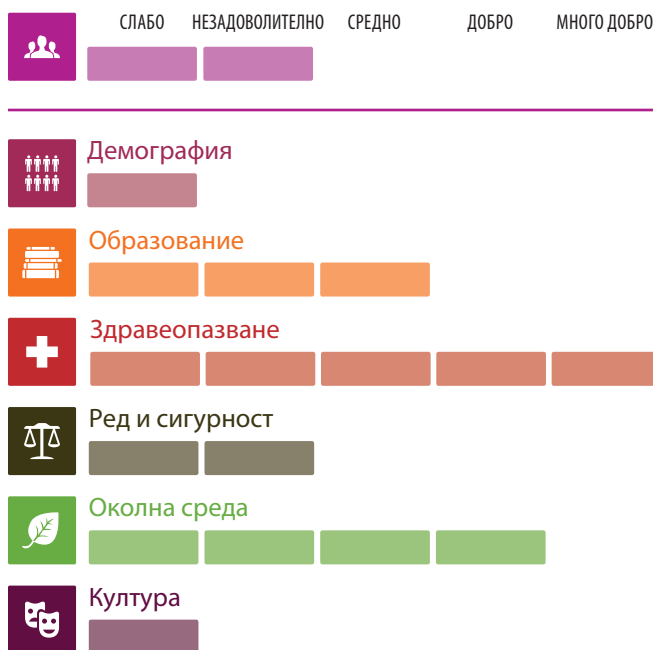 СЛАБО НЕЗАДОВОЛИТЕЛНО СРЕДНО ДОБРО МНОГО ДОБРО
Демография
Образование
Здравеопазване
Ред и сигурност
Околна среда
Култура